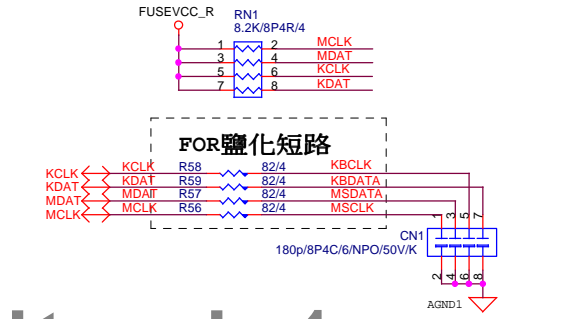 FUSEVCC_R
RN1
8.2K/8P4R/4
1 2 MCLK
3 4 MDAT
5 6 KCLK
7 8 KDAT
FOR鹽化短路
KCLK KCLK R58 82/4 KBCLK
KDAT KDAT R59 82/4 KBDATA
MDAT MDAT R57 82/4 MSDATA
MCLK MCLK R56 82/4 MSCLK
1 3 5 7
CN1
180p/8P4C/6/NPO/50V/K
2 4 6 8
AGND1